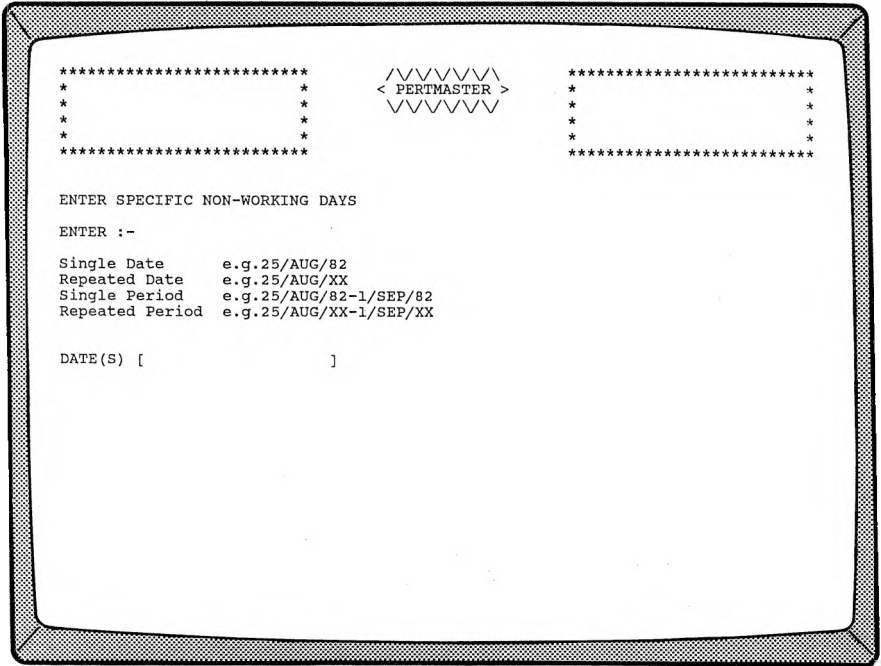 **************************     /\/\/\/\/\/\     **************************
*                        *    < PERTMASTER >    *                        *
*                        *     \/\/\/\/\/\/     *                        *
*                        *                      *                        *
*                        *                      *                        *
**************************                      **************************
ENTER SPECIFIC NON-WORKING DAYS
ENTER :-
Single Date      e.g.25/AUG/82
Repeated Date    e.g.25/AUG/XX
Single Period    e.g.25/AUG/82-1/SEP/82
Repeated Period  e.g.25/AUG/XX-1/SEP/XX
DATE(S) [                    ]